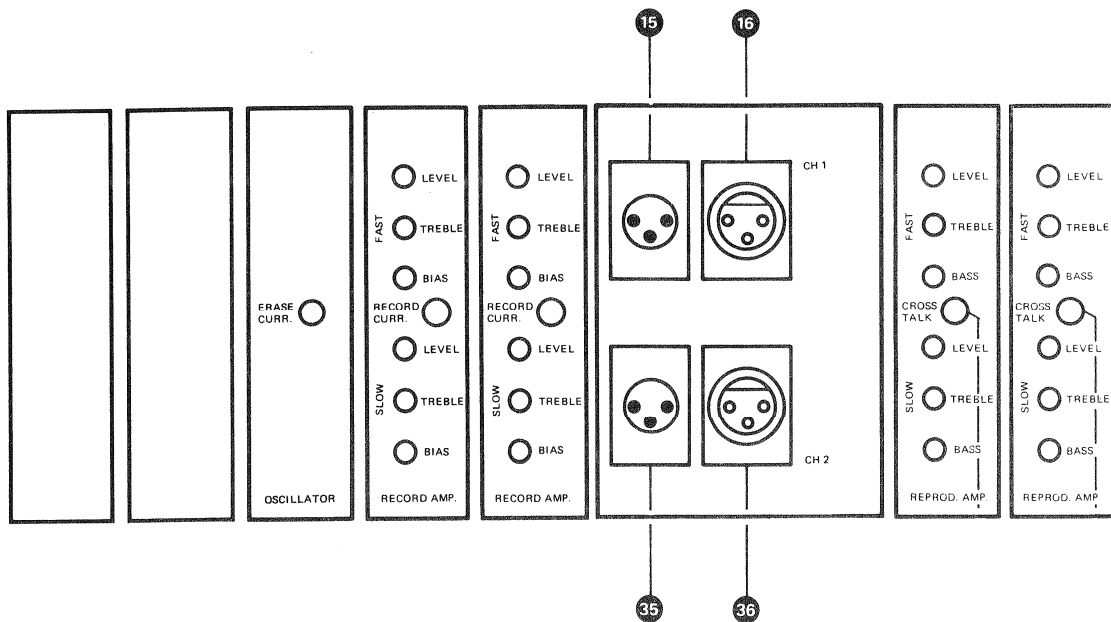 15
16
ERASE
CURR.
OSCILLATOR
LEVEL
FAST
TREBLE
BIAS
RECORD
CURR.
LEVEL
SLOW
TREBLE
BIAS
RECORD AMP.
LEVEL
FAST
TREBLE
BIAS
RECORD
CURR.
LEVEL
SLOW
TREBLE
BIAS
RECORD AMP.
CH 1
CH 2
LEVEL
FAST
TREBLE
BASS
CROSS
TALK
LEVEL
SLOW
TREBLE
BASS
REPROD. AMP.
LEVEL
FAST
TREBLE
BASS
CROSS
TALK
LEVEL
SLOW
TREBLE
BASS
REPROD. AMP
35
36